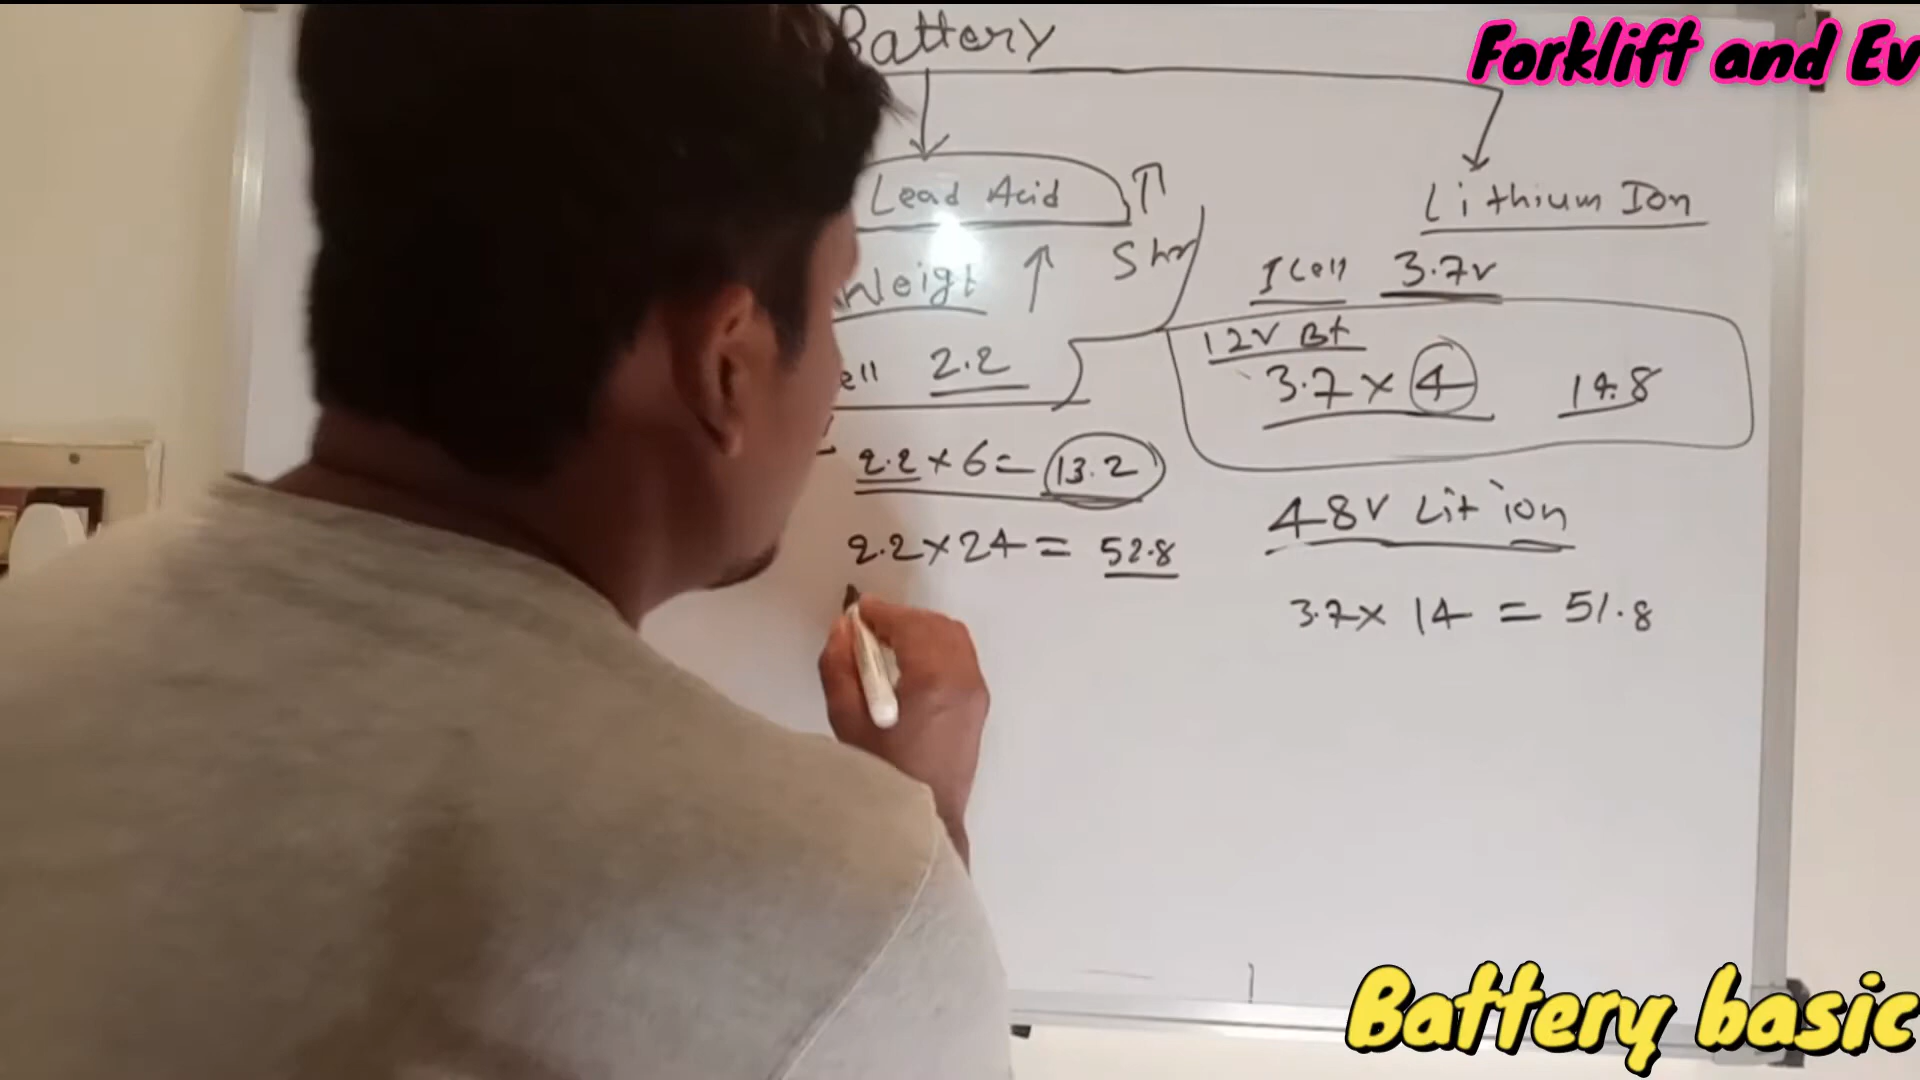 Battery
Forklift and Ev
Lead Acid ↑
Weigt ↑
ell 2.2
2.2 × 6 = 13.2
2.2 × 24 = 52.8
Lithium Ion
1 Cell 3.7v
12V Bt
3.7 × 4 14.8
48V Lit ion
3.7 × 14 = 51.8
Battery basic